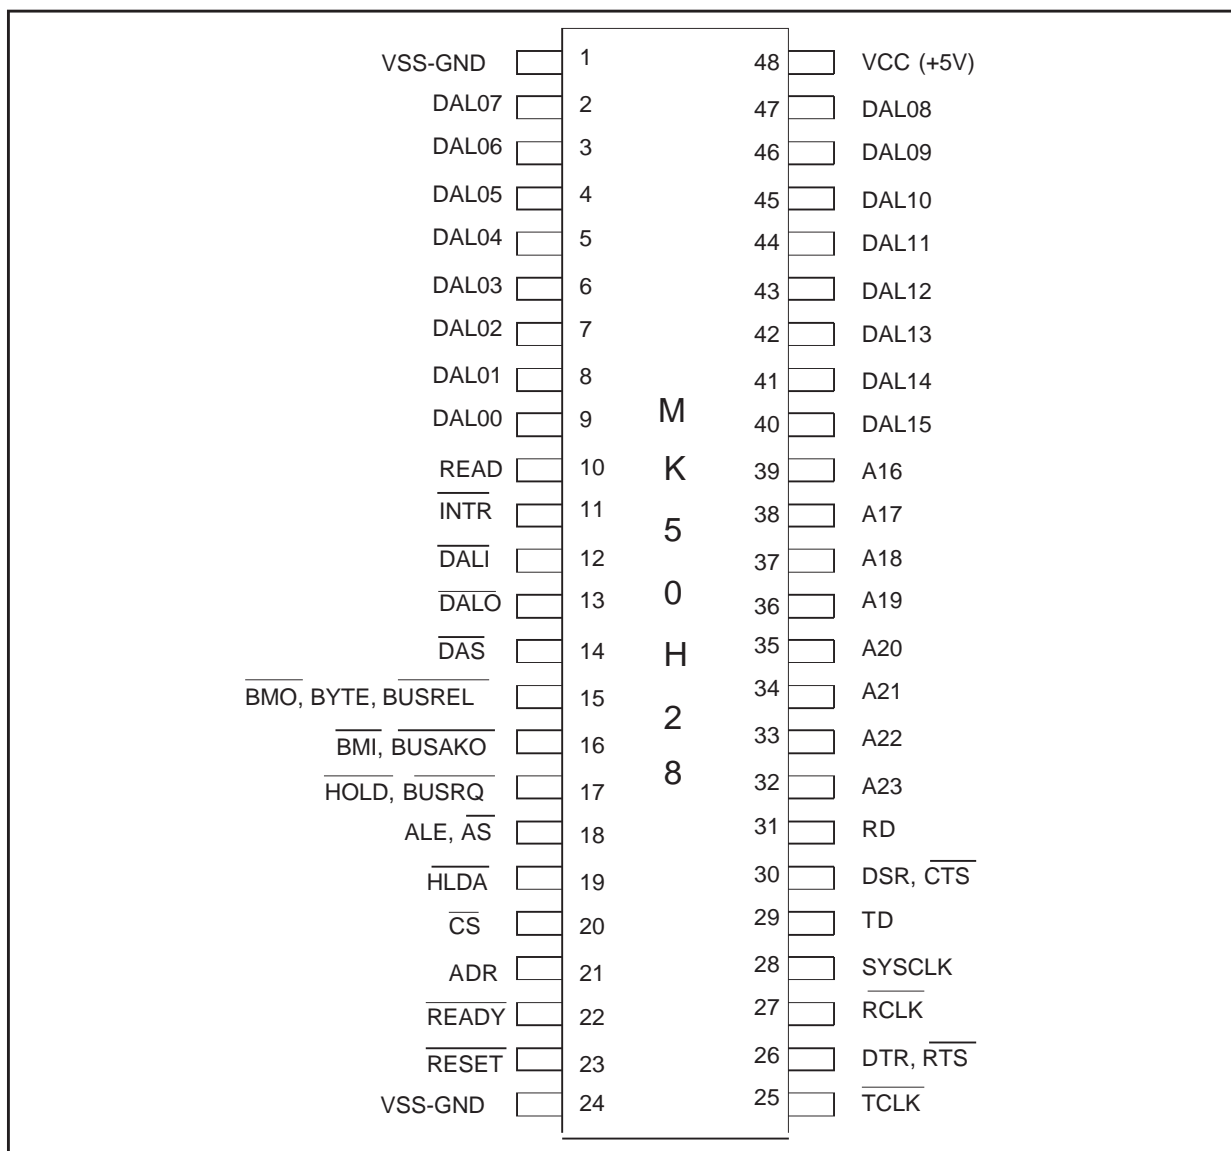 VSS-GND 1 48 VCC (+5V)
DAL07 2 47 DAL08
DAL06 3 46 DAL09
DAL05 4 45 DAL10
DAL04 5 44 DAL11
DAL03 6 43 DAL12
DAL02 7 42 DAL13
DAL01 8 41 DAL14
DAL00 9 40 DAL15
READ 10 39 A16
INTR 11 38 A17
DALI 12 37 A18
DALO 13 36 A19
DAS 14 35 A20
BMO, BYTE, BUSREL 15 34 A21
BMI, BUSAKO 16 33 A22
HOLD, BUSRQ 17 32 A23
ALE, AS 18 31 RD
HLDA 19 30 DSR, CTS
CS 20 29 TD
ADR 21 28 SYSCLK
READY 22 27 RCLK
RESET 23 26 DTR, RTS
VSS-GND 24 25 TCLK
M
K
5
0
H
2
8